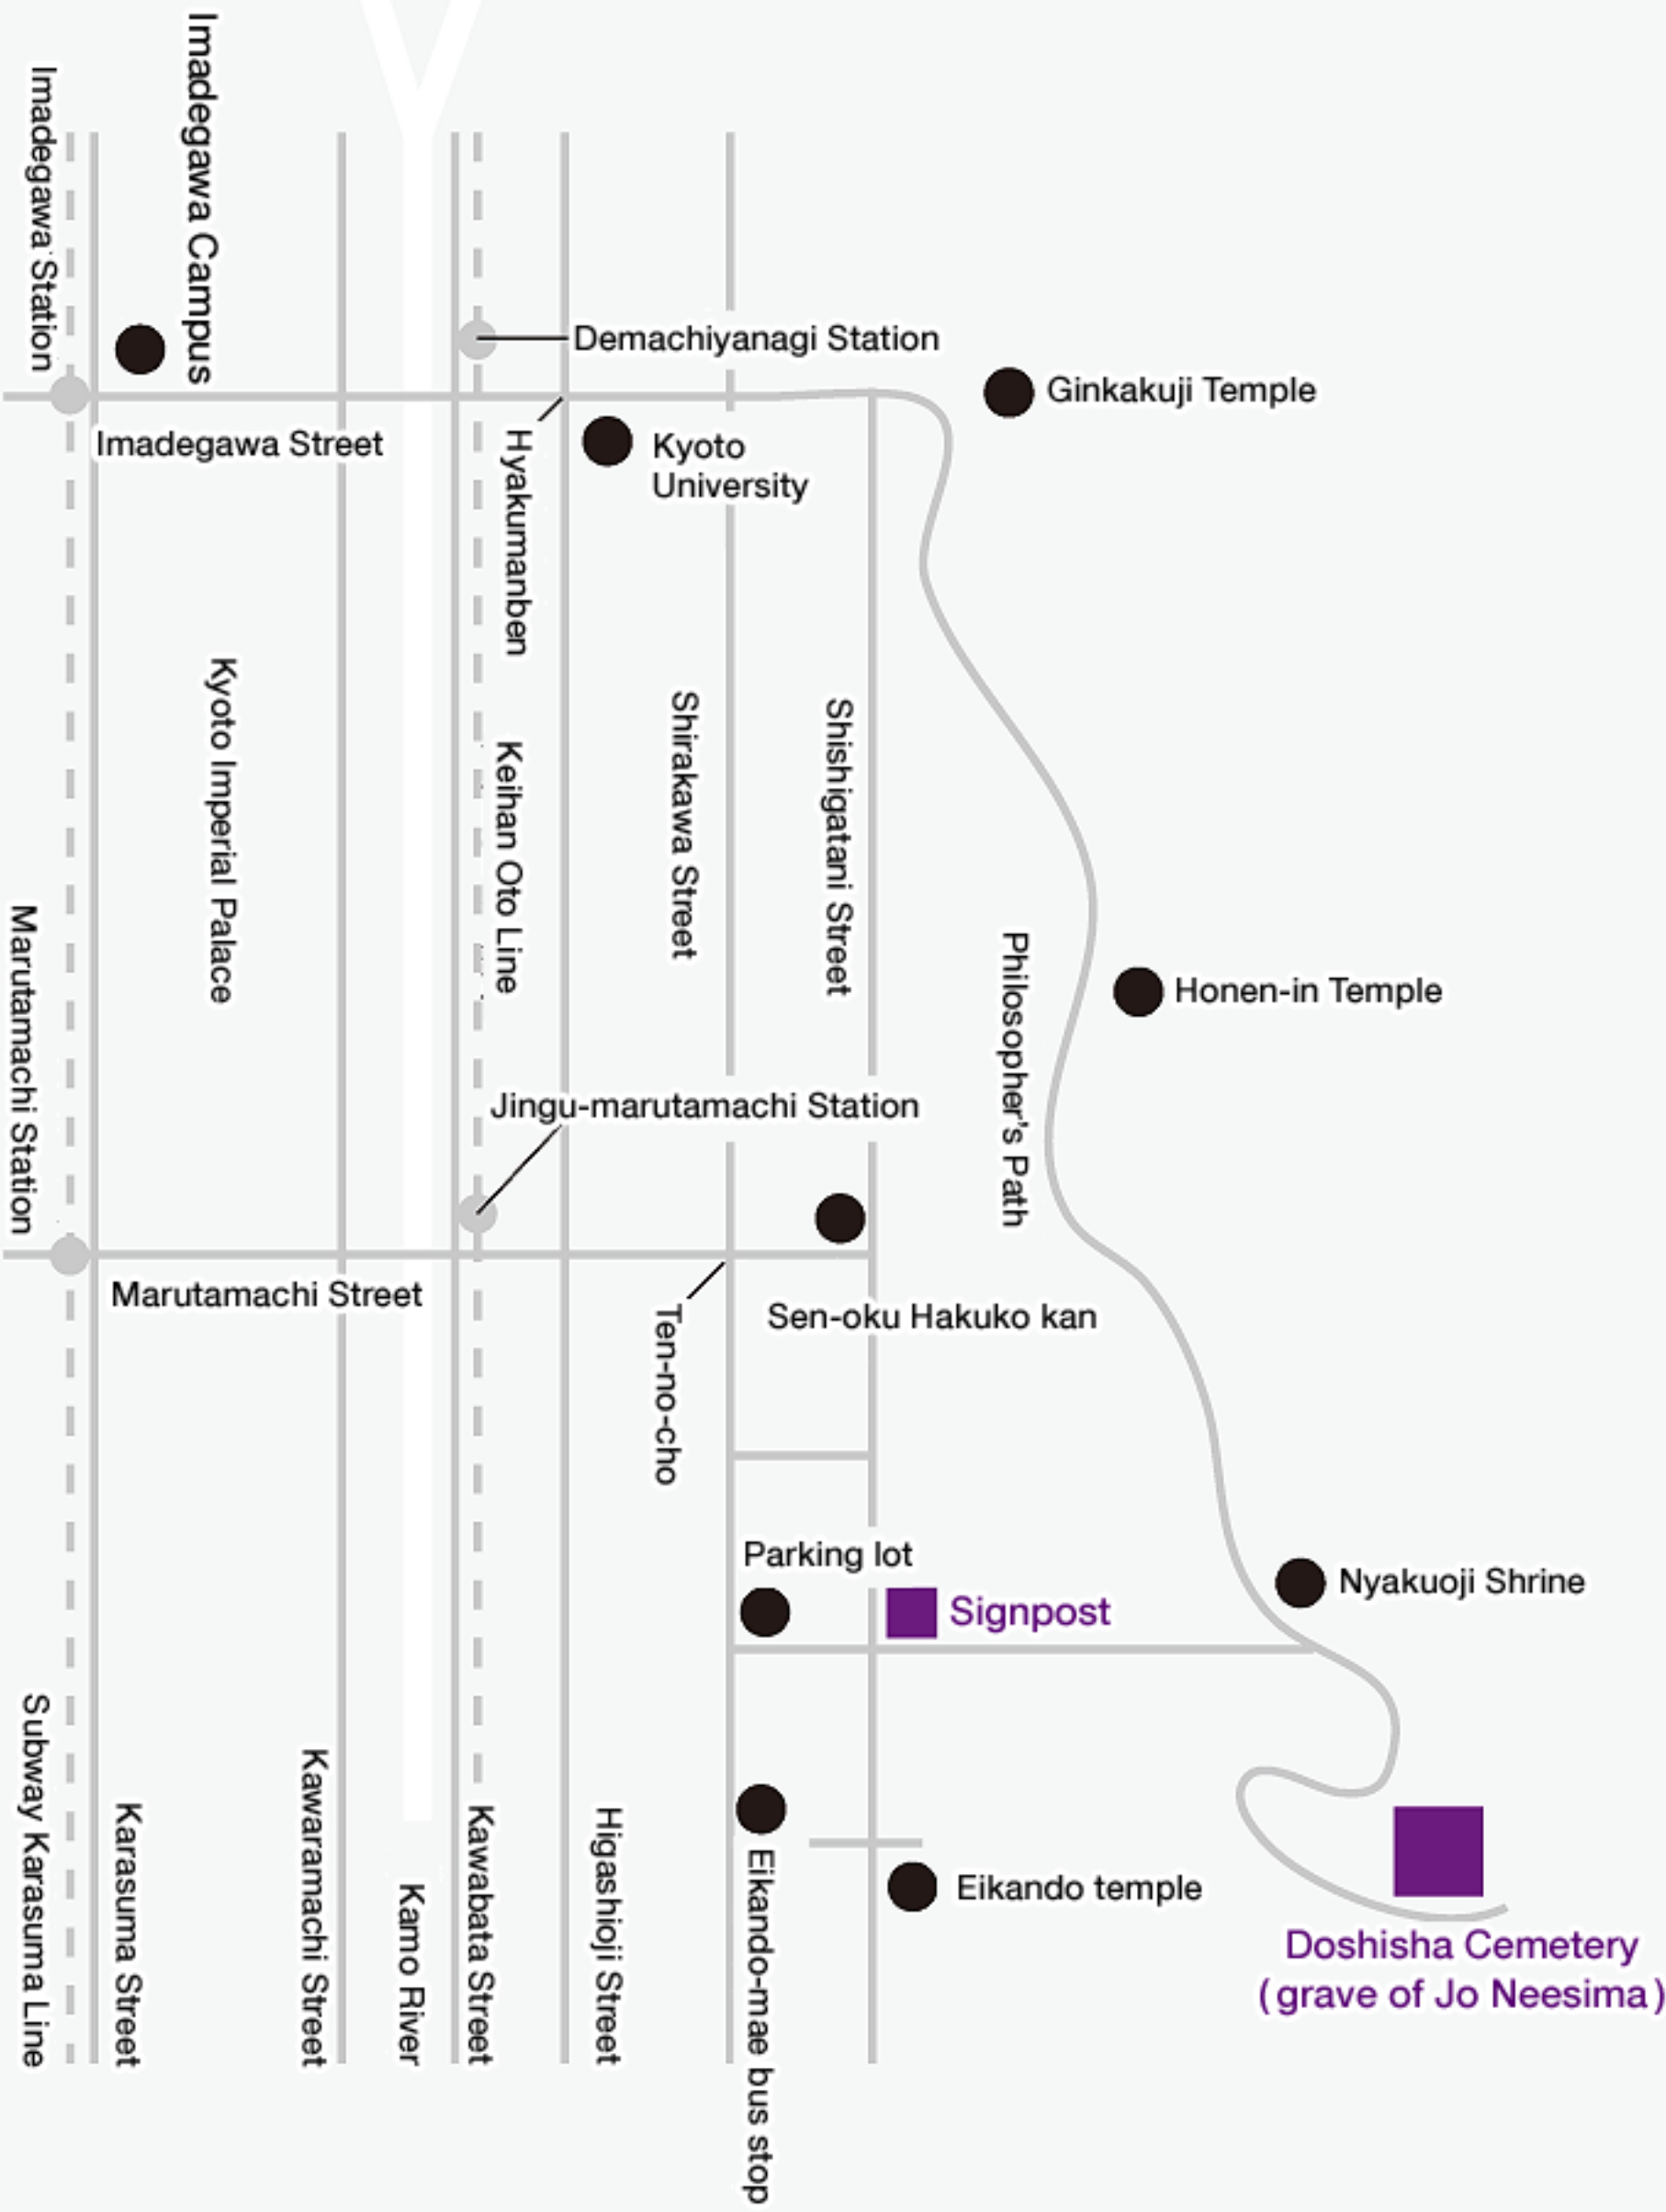 Imadegawa Station
Imadegawa Campus
Demachiyanagi Station
Ginkakuji Temple
Imadegawa Street
Hyakumanben
Kyoto
University
Kyoto Imperial Palace
Keihan Oto Line
Shirakawa Street
Shishigatani Street
Philosopher's Path
Honen-in Temple
Marutamachi Station
Jingu-marutamachi Station
Marutamachi Street
Ten-no-cho
Sen-oku Hakuko kan
Parking lot
Signpost
Nyakuoji Shrine
Subway Karasuma Line
Karasuma Street
Kawaramachi Street
Kamo River
Kawabata Street
Higashioji Street
Eikando-mae bus stop
Eikando temple
Doshisha Cemetery
(grave of Jo Neesima)